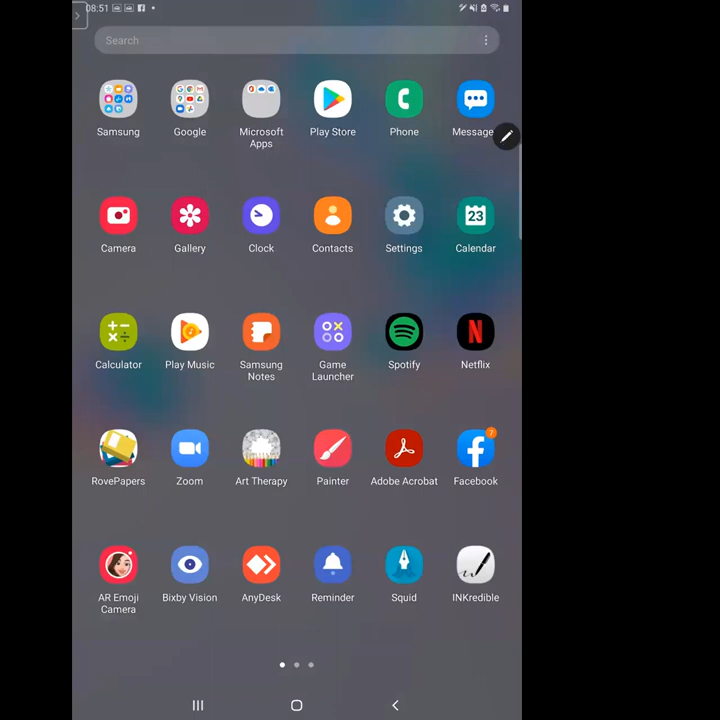 08:51
Search
Samsung
Google
Microsoft
Apps
Play Store
Phone
Message
Camera
Gallery
Clock
Contacts
Settings
23
Calendar
Calculator
Play Music
Samsung
Notes
Game
Launcher
Spotify
N
Netflix
RovePapers
Zoom
Art Therapy
Painter
Adobe Acrobat
7
Facebook
AR Emoji
Camera
Bixby Vision
AnyDesk
Reminder
Squid
INKredible